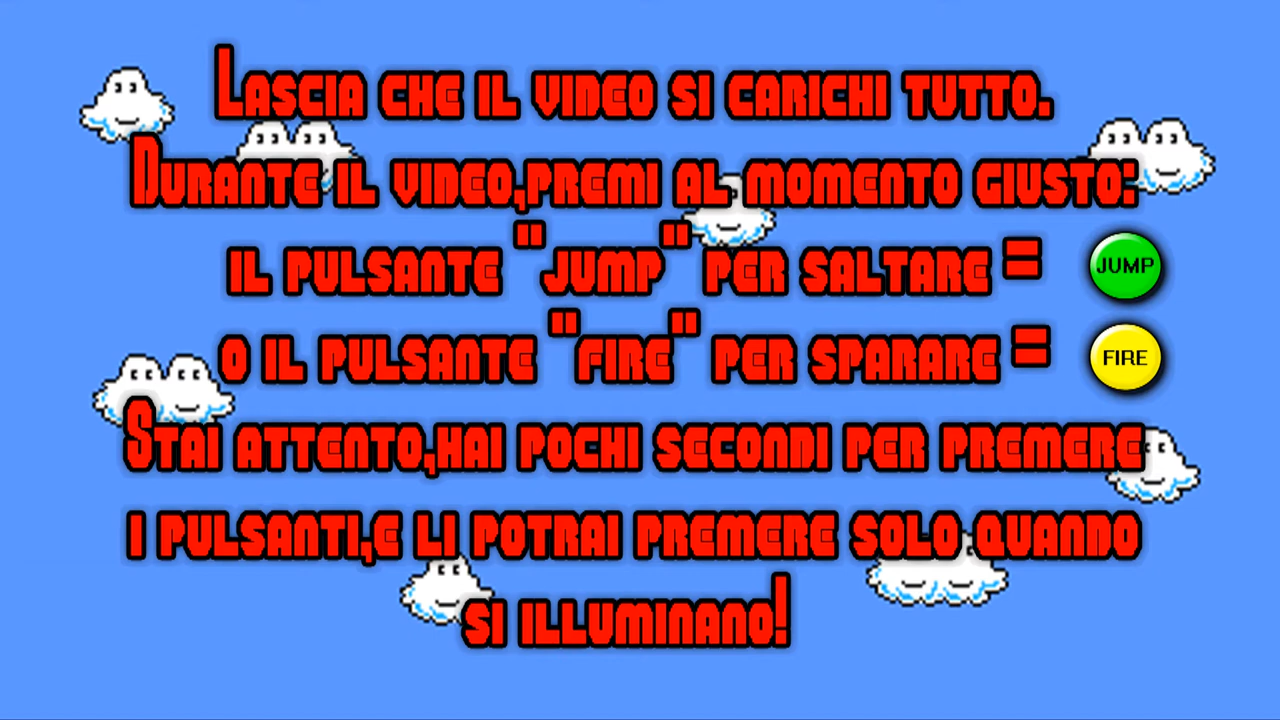 Lascia che il video si carichi tutto.
Durante il video,premi al momento giusto:
il pulsante "jump" per saltare = JUMP
o il pulsante "fire" per sparare = FIRE
Stai attento,hai pochi secondi per premere
i pulsanti,e li potrai premere solo quando
si illuminano!